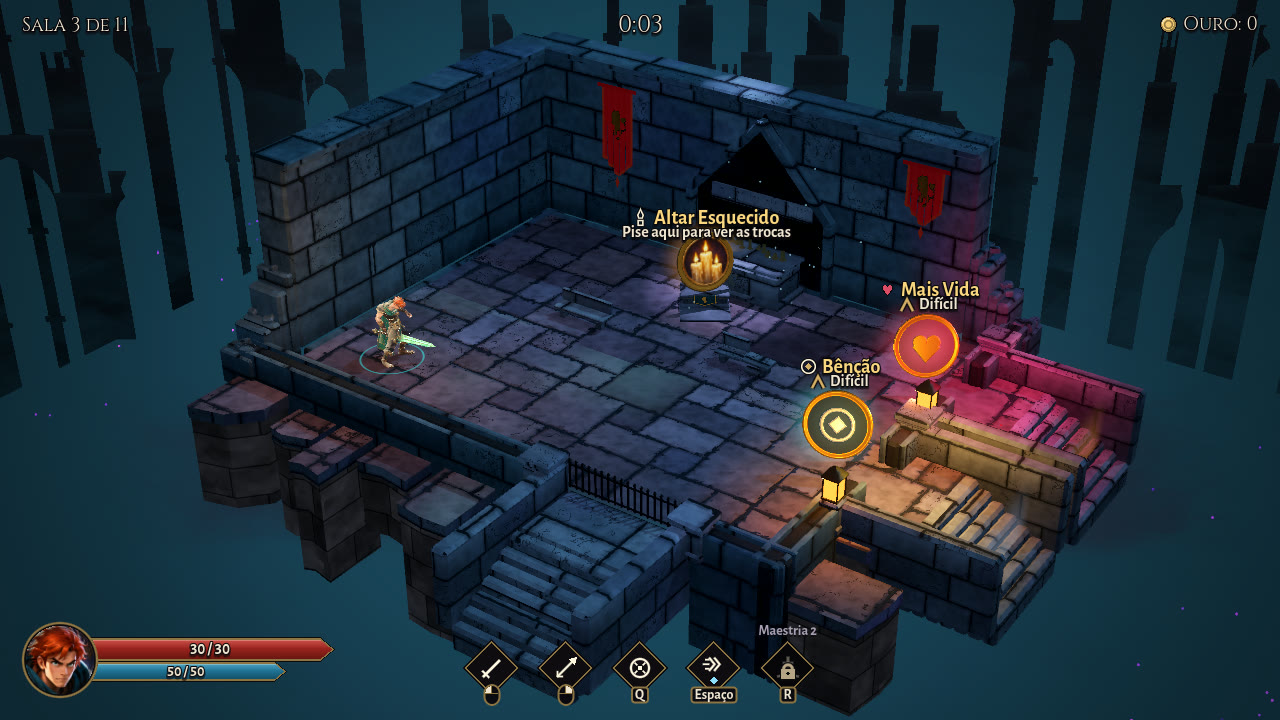 Sala 3 de 11
0:03
Ouro: 0
Altar Esquecido
Pise aqui para ver as trocas
Mais Vida
Difícil
Bênção
Difícil
30/30
50/50
Maestria 2
Q
Espaço
R